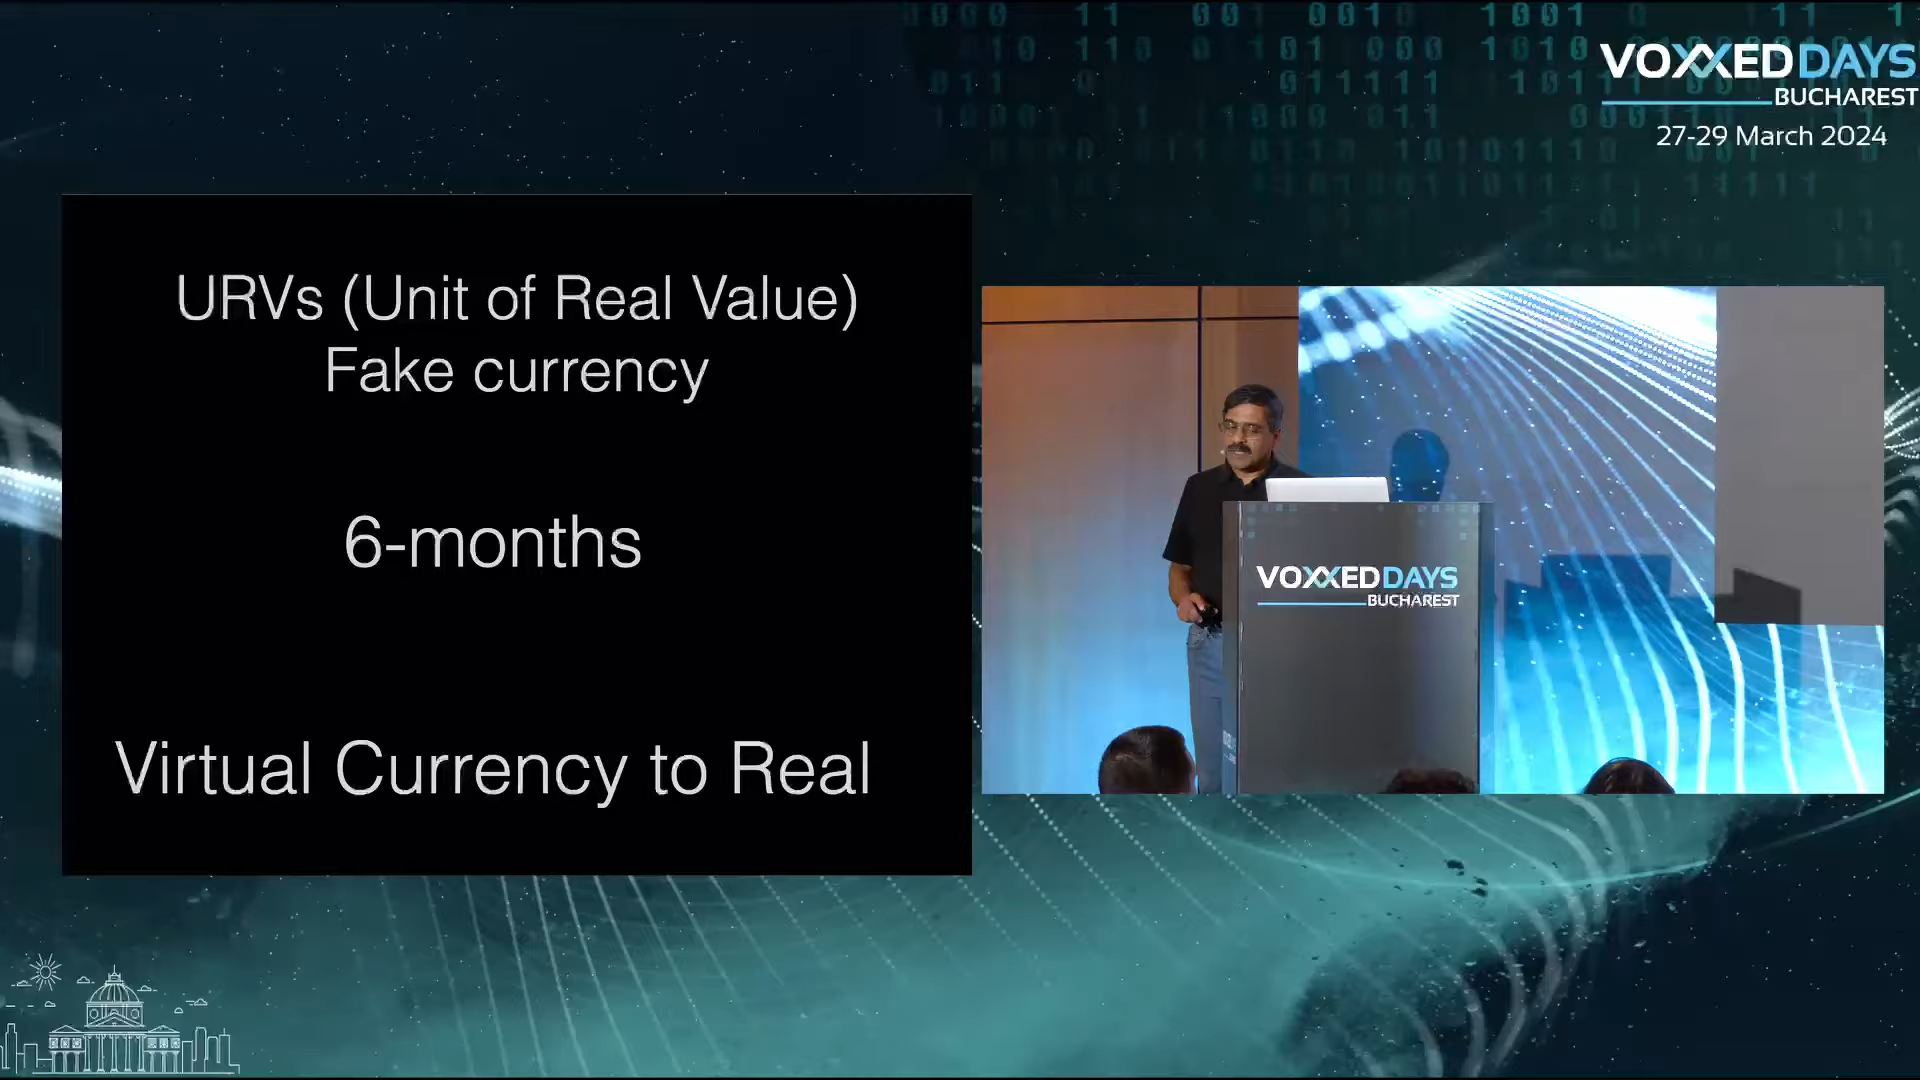 VOXXEDDAYS
BUCHAREST
27-29 March 2024
URVs (Unit of Real Value)
Fake currency
6-months
Virtual Currency to Real
VOXXEDDAYS
BUCHAREST